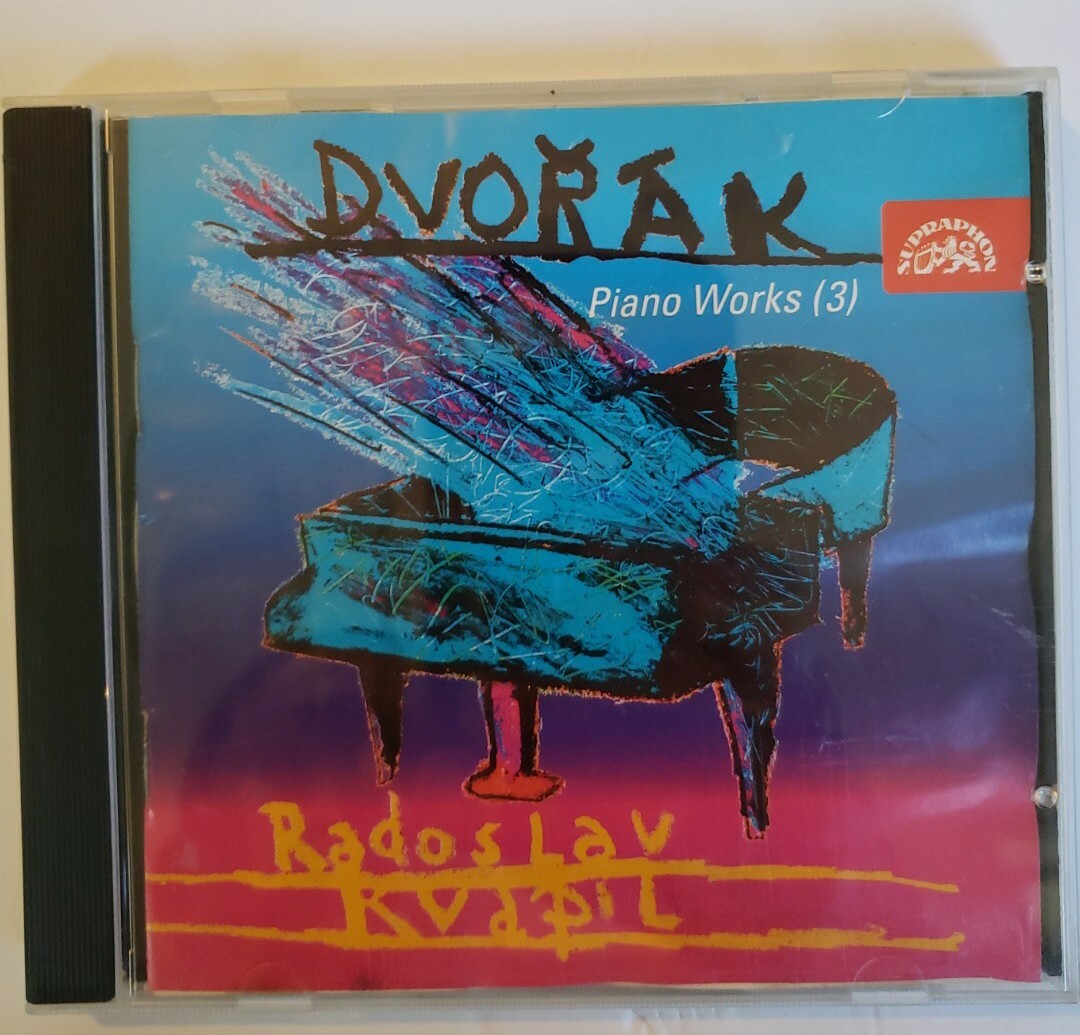 DVOŘÁK
SUPRAPHON
Piano Works (3)
Radoslav
Kvapil